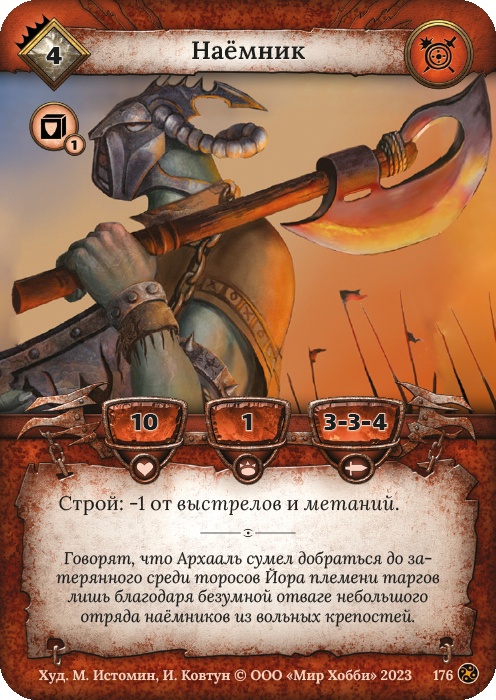 4
Наёмник
1
10
1
3-3-4
Строй: -1 от выстрелов и метаний.
Говорят, что Архааль сумел добраться до за-
терянного среди торосов Йора племени таргов
лишь благодаря безумной отваге небольшого
отряда наёмников из вольных крепостей.
Худ. М. Истомин, И. Ковтун © ООО «Мир Хобби» 2023 176